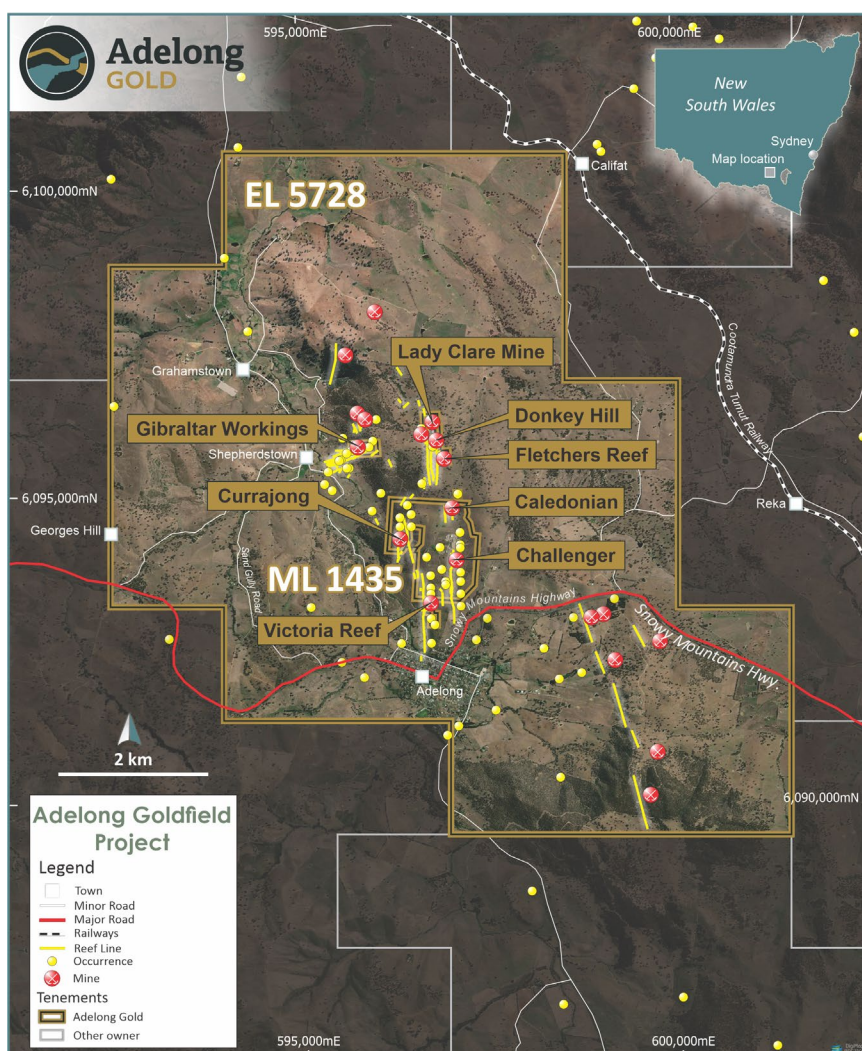 Adelong
GOLD
595,000mE
600,000mE
New
South Wales
Sydney
Map location
Califat
6,100,000mN
EL 5728
Cootamundra Tumut Railway
Grahamstown
Lady Clare Mine
Donkey Hill
Gibraltar Workings
Shepherdstown
Fletchers Reef
Currajong
Caledonian
6,095,000mN
Reka
Georges Hill
Challenger
ML 1435
Sand Gully Road
Snowy Mountains Highway
Victoria Reef
Snowy Mountains Hwy.
Adelong
2 km
6,090,000mN
Adelong Goldfield
Project
Legend
Town
Minor Road
Major Road
Railways
Reef Line
Occurrence
Mine
Tenements
Adelong Gold
Other owner
595,000mE
600,000mE